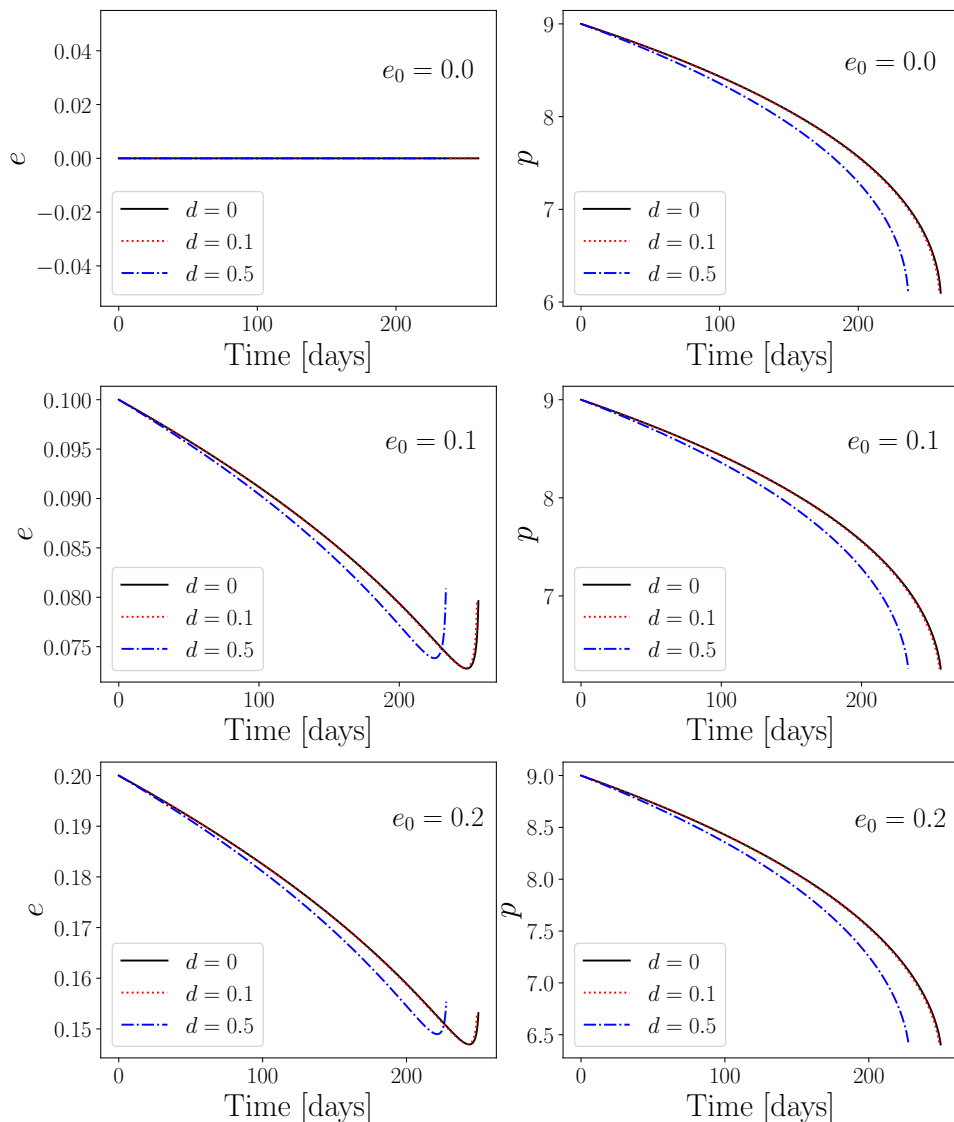 0.04
0.02
0.00
−0.02
−0.04
e
e₀ = 0.0
d = 0
d = 0.1
d = 0.5
0 100 200
Time [days]
9
8
7
6
p
e₀ = 0.0
d = 0
d = 0.1
d = 0.5
0 100 200
Time [days]
0.100
0.095
0.090
0.085
0.080
0.075
e
e₀ = 0.1
d = 0
d = 0.1
d = 0.5
0 100 200
Time [days]
9
8
7
p
e₀ = 0.1
d = 0
d = 0.1
d = 0.5
0 100 200
Time [days]
0.20
0.19
0.18
0.17
0.16
0.15
e
e₀ = 0.2
d = 0
d = 0.1
d = 0.5
0 100 200
Time [days]
9.0
8.5
8.0
7.5
7.0
6.5
p
e₀ = 0.2
d = 0
d = 0.1
d = 0.5
0 100 200
Time [days]